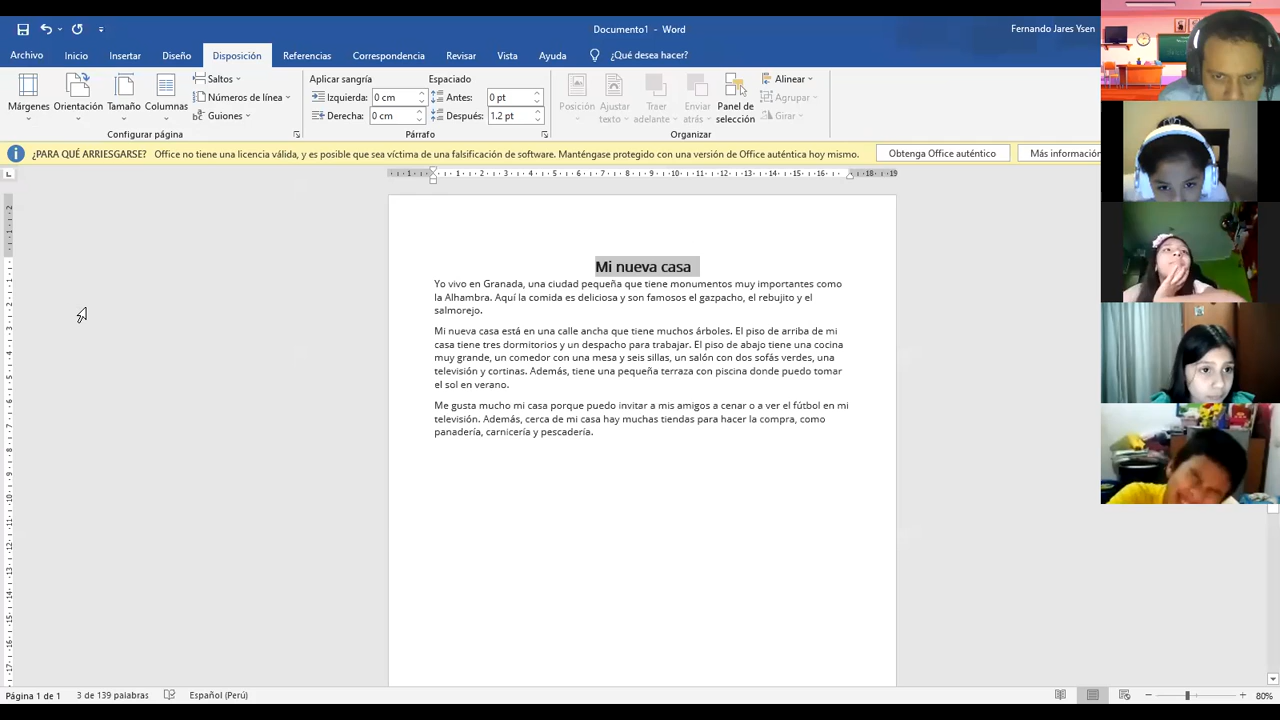 Documento1 - Word
Fernando Jares Ysen
Archivo Inicio Insertar Diseño Disposición Referencias Correspondencia Revisar Vista Ayuda ¿Qué desea hacer?
Márgenes Orientación Tamaño Columnas
Saltos
Números de línea
Guiones
Configurar página
Aplicar sangría Espaciado
Izquierda: 0 cm Antes: 0 pt
Derecha: 0 cm Después: 1.2 pt
Párrafo
Posición Ajustar texto Traer adelante Enviar atrás Panel de selección
Alinear
Agrupar
Girar
Organizar
¿PARA QUÉ ARRIESGARSE? Office no tiene una licencia válida, y es posible que sea víctima de una falsificación de software. Manténgase protegido con una versión de Office auténtica hoy mismo. Obtenga Office auténtico Más información
Mi nueva casa
Yo vivo en Granada, una ciudad pequeña que tiene monumentos muy importantes como
la Alhambra. Aquí la comida es deliciosa y son famosos el gazpacho, el rebujito y el
salmorejo.
Mi nueva casa está en una calle ancha que tiene muchos árboles. El piso de arriba de mi
casa tiene tres dormitorios y un despacho para trabajar. El piso de abajo tiene una cocina
muy grande, un comedor con una mesa y seis sillas, un salón con dos sofás verdes, una
televisión y cortinas. Además, tiene una pequeña terraza con piscina donde puedo tomar
el sol en verano.
Me gusta mucho mi casa porque puedo invitar a mis amigos a cenar o a ver el fútbol en mi
televisión. Además, cerca de mi casa hay muchas tiendas para hacer la compra, como
panadería, carnicería y pescadería.
Página 1 de 1 3 de 139 palabras Español (Perú) 80%